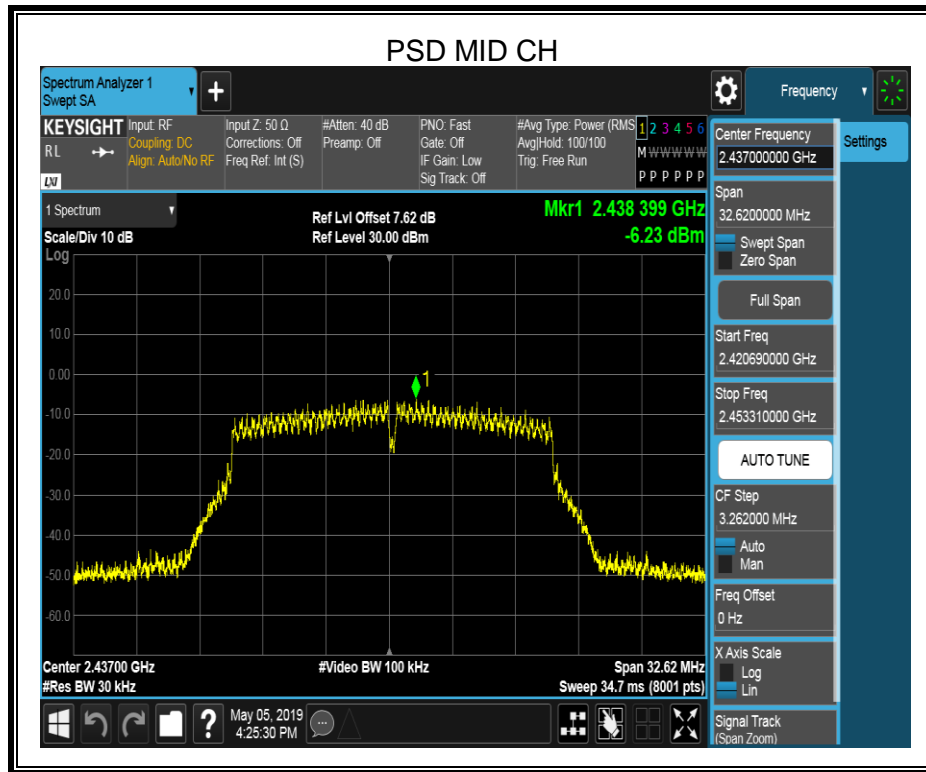 PSD MID CH
Spectrum Analyzer 1
Swept SA
+
Frequency
KEYSIGHT
RL
LXI
Input: RF
Coupling: DC
Align: Auto/No RF
Input Z: 50 Ω
Corrections: Off
Freq Ref: Int (S)
#Atten: 40 dB
Preamp: Off
PNO: Fast
Gate: Off
IF Gain: Low
Sig Track: Off
#Avg Type: Power (RMS
Avg|Hold: 100/100
Trig: Free Run
1 2 3 4 5 6
M W W W W W
P P P P P P
Center Frequency
2.437000000 GHz
Settings
Span
32.6200000 MHz
Swept Span
Zero Span
Full Span
Start Freq
2.420690000 GHz
Stop Freq
2.453310000 GHz
AUTO TUNE
CF Step
3.262000 MHz
Auto
Man
Freq Offset
0 Hz
X Axis Scale
Log
Lin
Signal Track
(Span Zoom)
1 Spectrum
Scale/Div 10 dB
Ref Lvl Offset 7.62 dB
Ref Level 30.00 dBm
Mkr1 2.438 399 GHz
-6.23 dBm
Log
20.0
10.0
0.00
-10.0
-20.0
-30.0
-40.0
-50.0
-60.0
1
Center 2.43700 GHz
#Res BW 30 kHz
#Video BW 100 kHz
Span 32.62 MHz
Sweep 34.7 ms (8001 pts)
?
May 05, 2019
4:25:30 PM